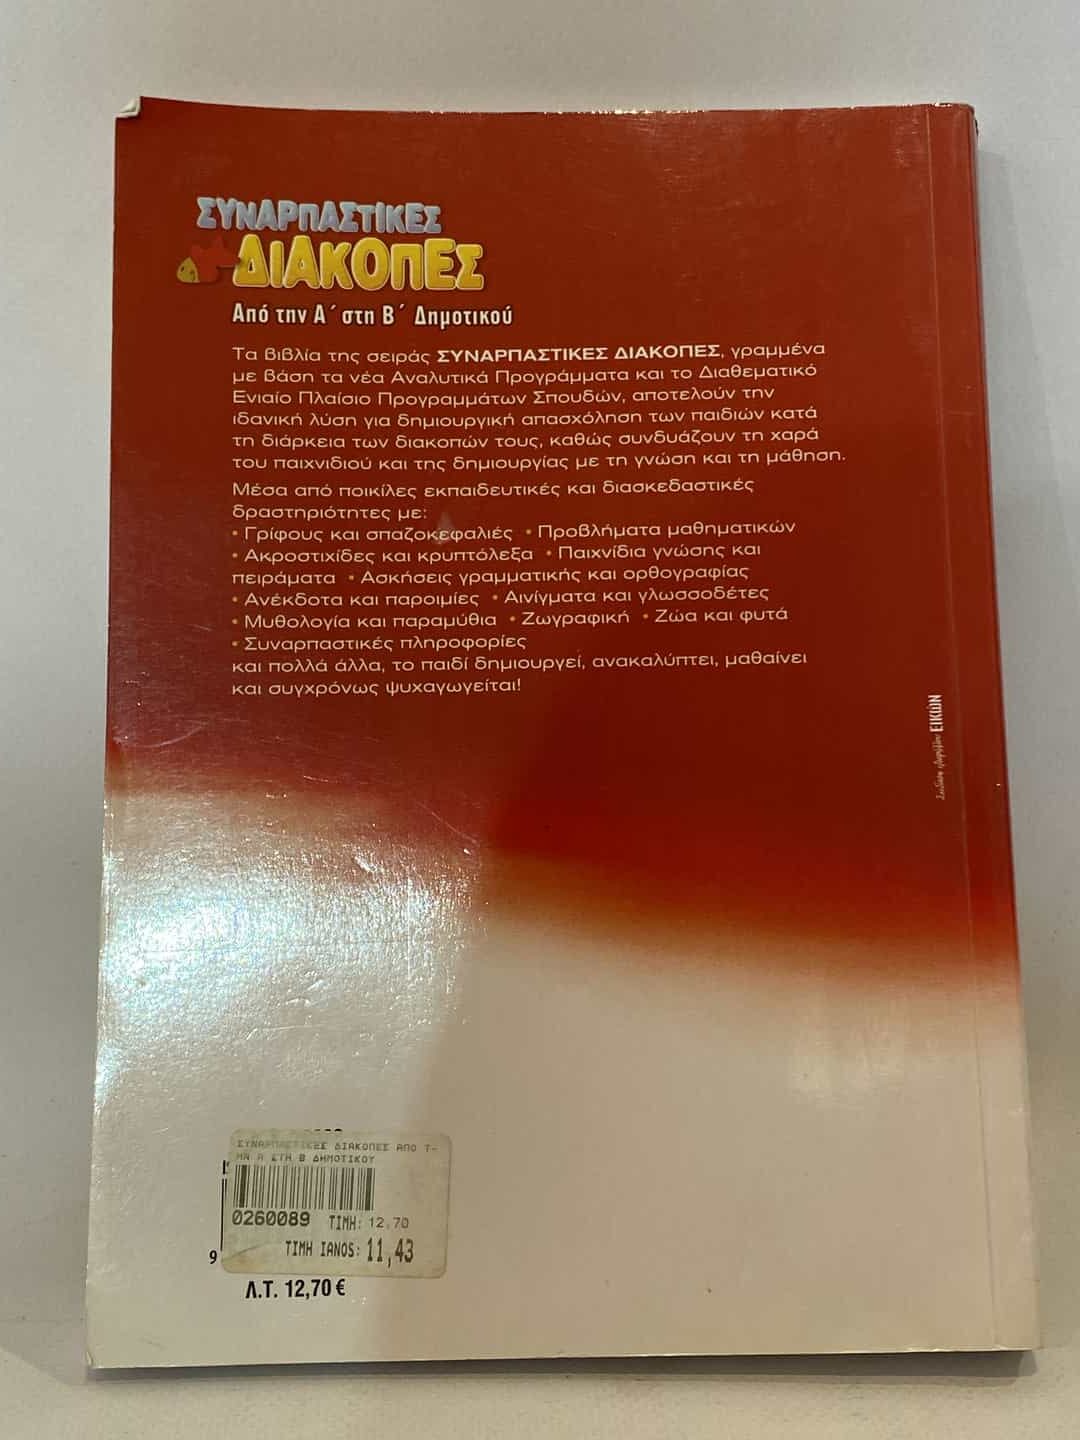 ΣΥΝΑΡΠΑΣΤΙΚΕΣ
ΔΙΑΚΟΠΕΣ
Από την Α΄ στη Β΄ Δημοτικού
Τα βιβλία της σειράς ΣΥΝΑΡΠΑΣΤΙΚΕΣ ΔΙΑΚΟΠΕΣ, γραμμένα
με βάση τα νέα Αναλυτικά Προγράμματα και το Διαθεματικό
Ενιαίο Πλαίσιο Προγραμμάτων Σπουδών, αποτελούν την
ιδανική λύση για δημιουργική απασχόληση των παιδιών κατά
τη διάρκεια των διακοπών τους, καθώς συνδυάζουν τη χαρά
του παιχνιδιού και της δημιουργίας με τη γνώση και τη μάθηση.
Μέσα από ποικίλες εκπαιδευτικές και διασκεδαστικές
δραστηριότητες με:
• Γρίφους και σπαζοκεφαλιές • Προβλήματα μαθηματικών
• Ακροστιχίδες και κρυπτόλεξα • Παιχνίδια γνώσης και
πειράματα • Ασκήσεις γραμματικής και ορθογραφίας
• Ανέκδοτα και παροιμίες • Αινίγματα και γλωσσοδέτες
• Μυθολογία και παραμύθια • Ζωγραφική • Ζώα και φυτά
• Συναρπαστικές πληροφορίες
και πολλά άλλα, το παιδί δημιουργεί, ανακαλύπτει, μαθαίνει
και συγχρόνως ψυχαγωγείται!
ΕΙΚΩΝ
ΣΥΝΑΡΠΑΣΤΙΚΕΣ ΔΙΑΚΟΠΕΣ ΑΠΟ Τ-
ΗΝ Α ΣΤΗ Β ΔΗΜΟΤΙΚΟΥ
0260089 ΤΙΜΗ: 12,70
ΤΙΜΗ IANOS: 11,43
9
Λ.Τ. 12,70 €